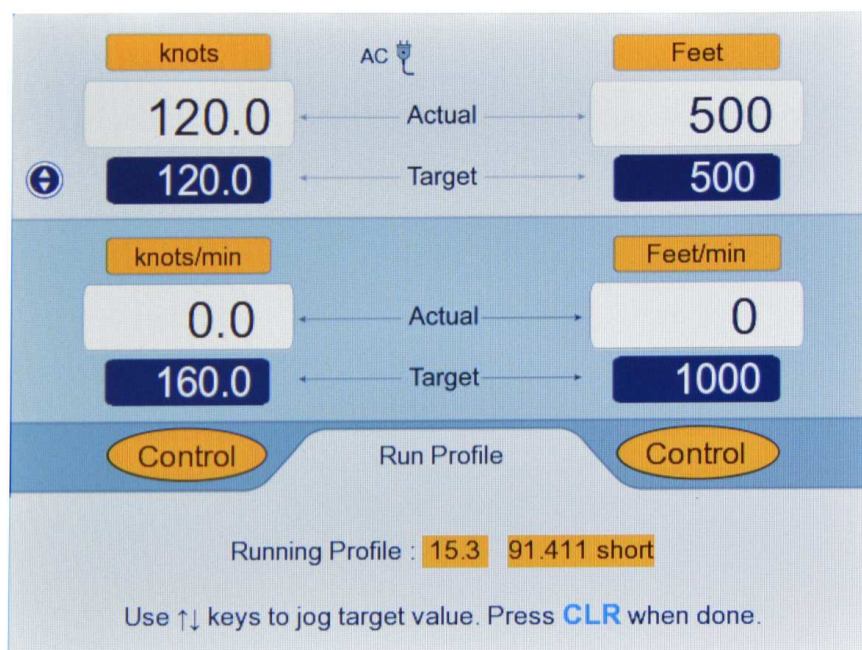 knots AC Feet
120.0 Actual 500
120.0 Target 500
knots/min Feet/min
0.0 Actual 0
160.0 Target 1000
Control Run Profile Control
Running Profile : 15.3 91.411 short
Use ↑↓ keys to jog target value. Press CLR when done.